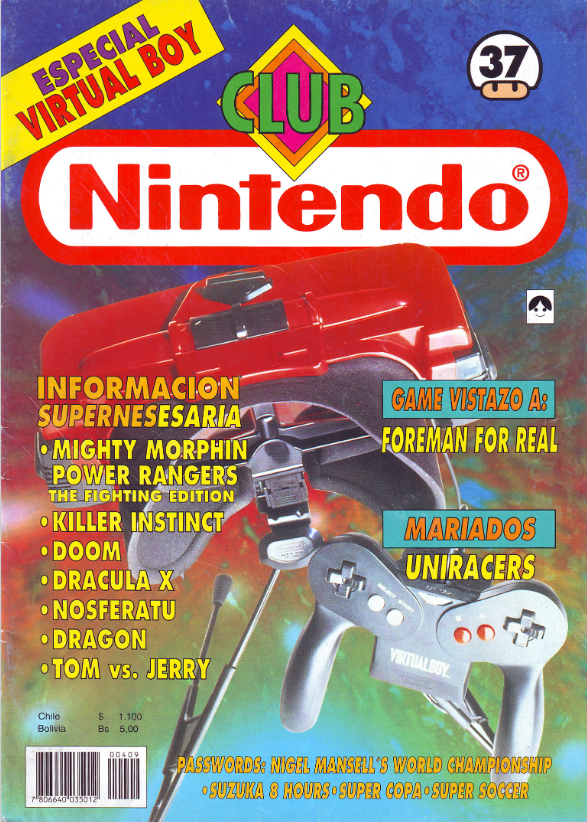 ESPECIAL
VIRTUAL BOY
CLUB
37
Nintendo®
INFORMACION
SUPERNESESARIA
• MIGHTY MORPHIN
POWER RANGERS
THE FIGHTING EDITION
• KILLER INSTINCT
• DOOM
• DRACULA X
• NOSFERATU
• DRAGON
• TOM vs. JERRY
GAME VISTAZO A:
FOREMAN FOR REAL
MARIADOS
UNIRACERS
SELECT START
B A
VIRTUAL BOY.
Chile $ 1.100
Bolivia Bs 5,00
00409
7 806640 035012
PASSWORDS: NIGEL MANSELL'S WORLD CHAMPIONSHIP
• SUZUKA 8 HOURS • SUPER COPA • SUPER SOCCER